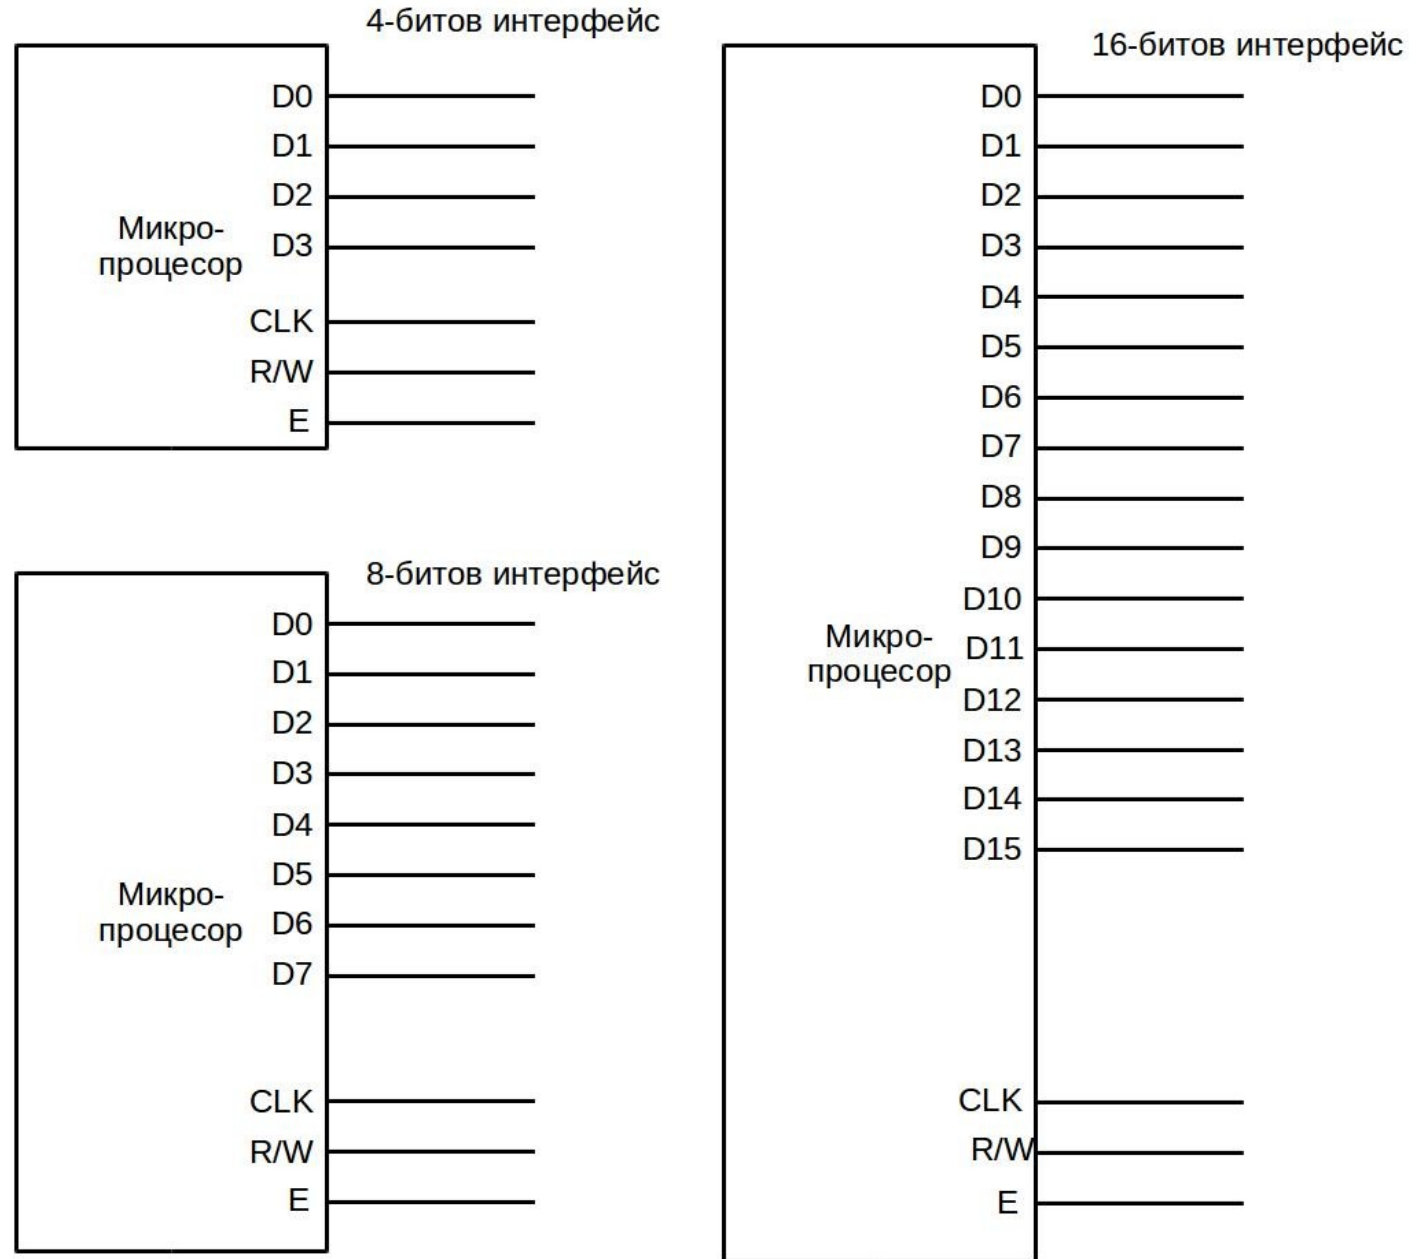 4-битов интерфейс
D0
D1
D2
Микро-
процесор
D3
CLK
R/W
E
8-битов интерфейс
D0
D1
D2
D3
D4
D5
Микро-
процесор
D6
D7
CLK
R/W
E
16-битов интерфейс
D0
D1
D2
D3
D4
D5
D6
D7
D8
D9
D10
Микро-
процесор
D11
D12
D13
D14
D15
CLK
R/W
E